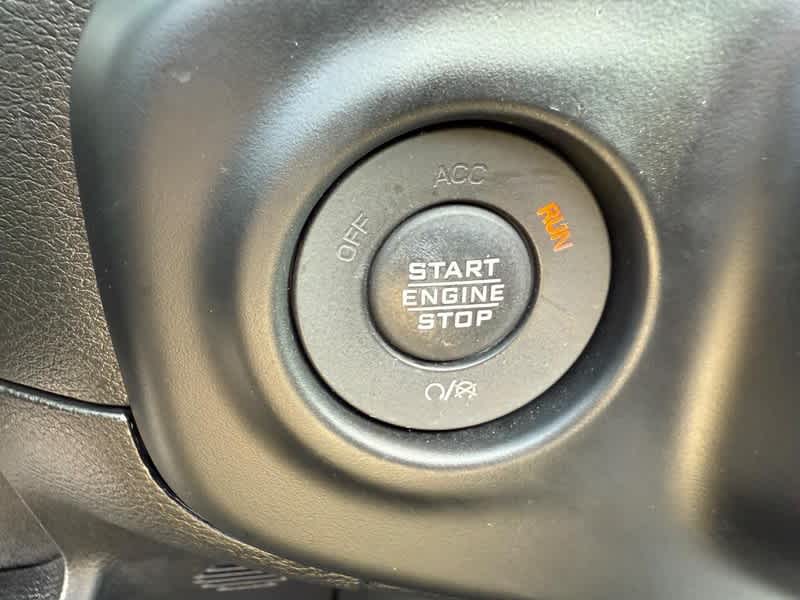 ACC
OFF
RUN
START
ENGINE
STOP